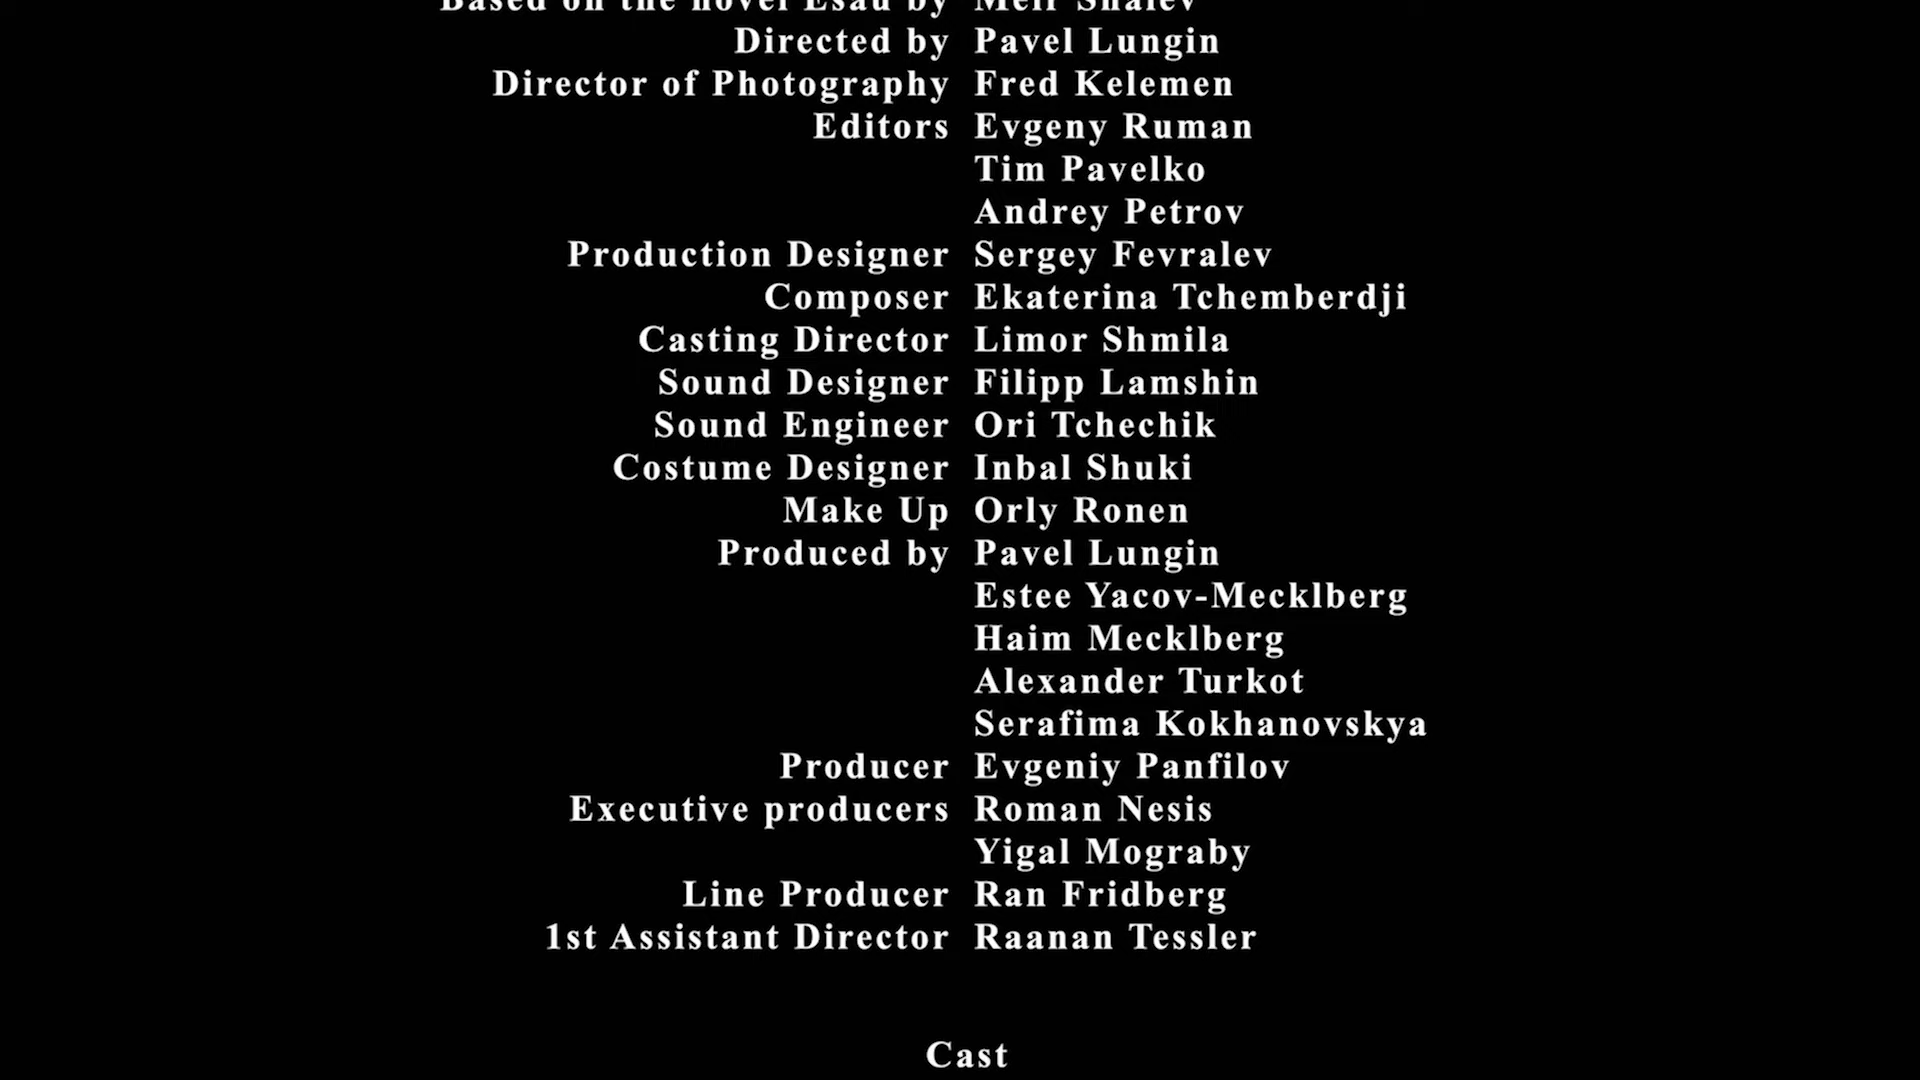 Based on the novel Esau by Meir Shalev
Directed by Pavel Lungin
Director of Photography Fred Kelemen
Editors Evgeny Ruman
Tim Pavelko
Andrey Petrov
Production Designer Sergey Fevralev
Composer Ekaterina Tchemberdji
Casting Director Limor Shmila
Sound Designer Filipp Lamshin
Sound Engineer Ori Tchechik
Costume Designer Inbal Shuki
Make Up Orly Ronen
Produced by Pavel Lungin
Estee Yacov-Mecklberg
Haim Mecklberg
Alexander Turkot
Serafima Kokhanovskya
Producer Evgeniy Panfilov
Executive producers Roman Nesis
Yigal Mograby
Line Producer Ran Fridberg
1st Assistant Director Raanan Tessler
Cast